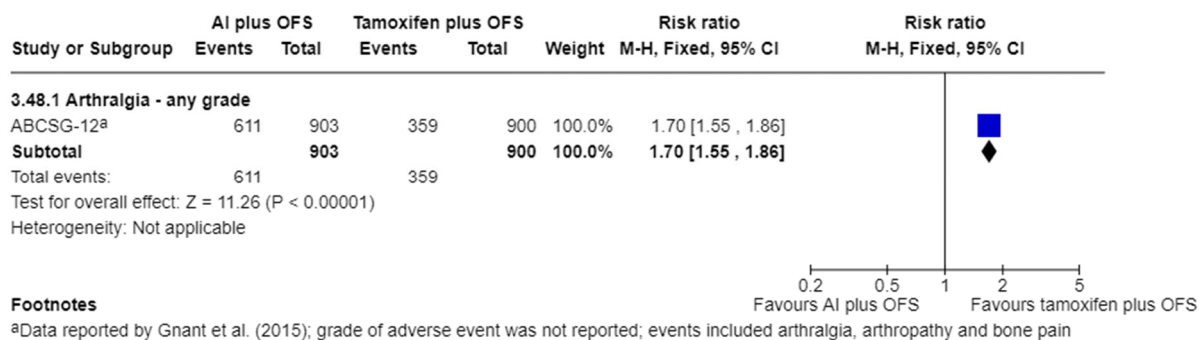 AI plus OFS Tamoxifen plus OFS Risk ratio Risk ratio
Study or Subgroup Events Total Events Total Weight M-H, Fixed, 95% CI M-H, Fixed, 95% CI
3.48.1 Arthralgia - any grade
ABCSG-12a 611 903 359 900 100.0% 1.70 [1.55 , 1.86]
Subtotal 903 900 100.0% 1.70 [1.55 , 1.86]
Total events: 611 359
Test for overall effect: Z = 11.26 (P < 0.00001)
Heterogeneity: Not applicable
0.2 0.5 1 2 5
Footnotes Favours AI plus OFS Favours tamoxifen plus OFS
aData reported by Gnant et al. (2015); grade of adverse event was not reported; events included arthralgia, arthropathy and bone pain